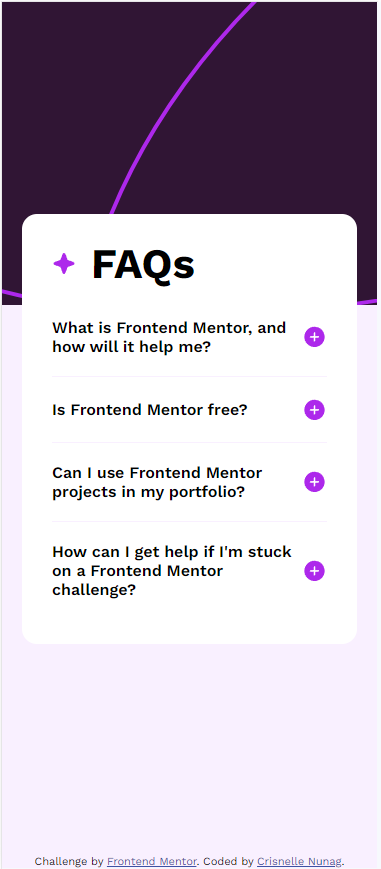 FAQs
What is Frontend Mentor, and
how will it help me?
Is Frontend Mentor free?
Can I use Frontend Mentor
projects in my portfolio?
How can I get help if I'm stuck
on a Frontend Mentor
challenge?
Challenge by Frontend Mentor. Coded by Crisnelle Nunag.